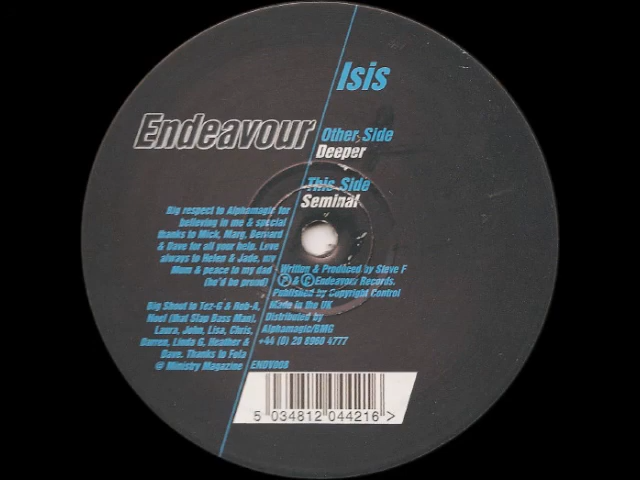 Isis
Endeavour
Other Side
Deeper
This Side
Seminal
Big respect to Alphamagic for
believing in me & special
thanks to Mick, Marg, Bernard
& Dave for all your help. Love
always to Helen & Jade, my
Mum & peace to my dad
(he'd be proud)
Big Shout to Tez-G & Rob-A,
Noel (that Slap Bass Man),
Laura, John, Lisa, Chris,
Darren, Linda G, Heather &
Dave. Thanks to Fola
@ Ministry Magazine
Written & Produced by Steve F
Ⓟ & © Endeavour Records.
Published by Copyright Control
Made in the UK
Distributed by
Alphamagic/BMG
+44 (0) 20 8960 4777
ENDV008
5 034812 044216 >